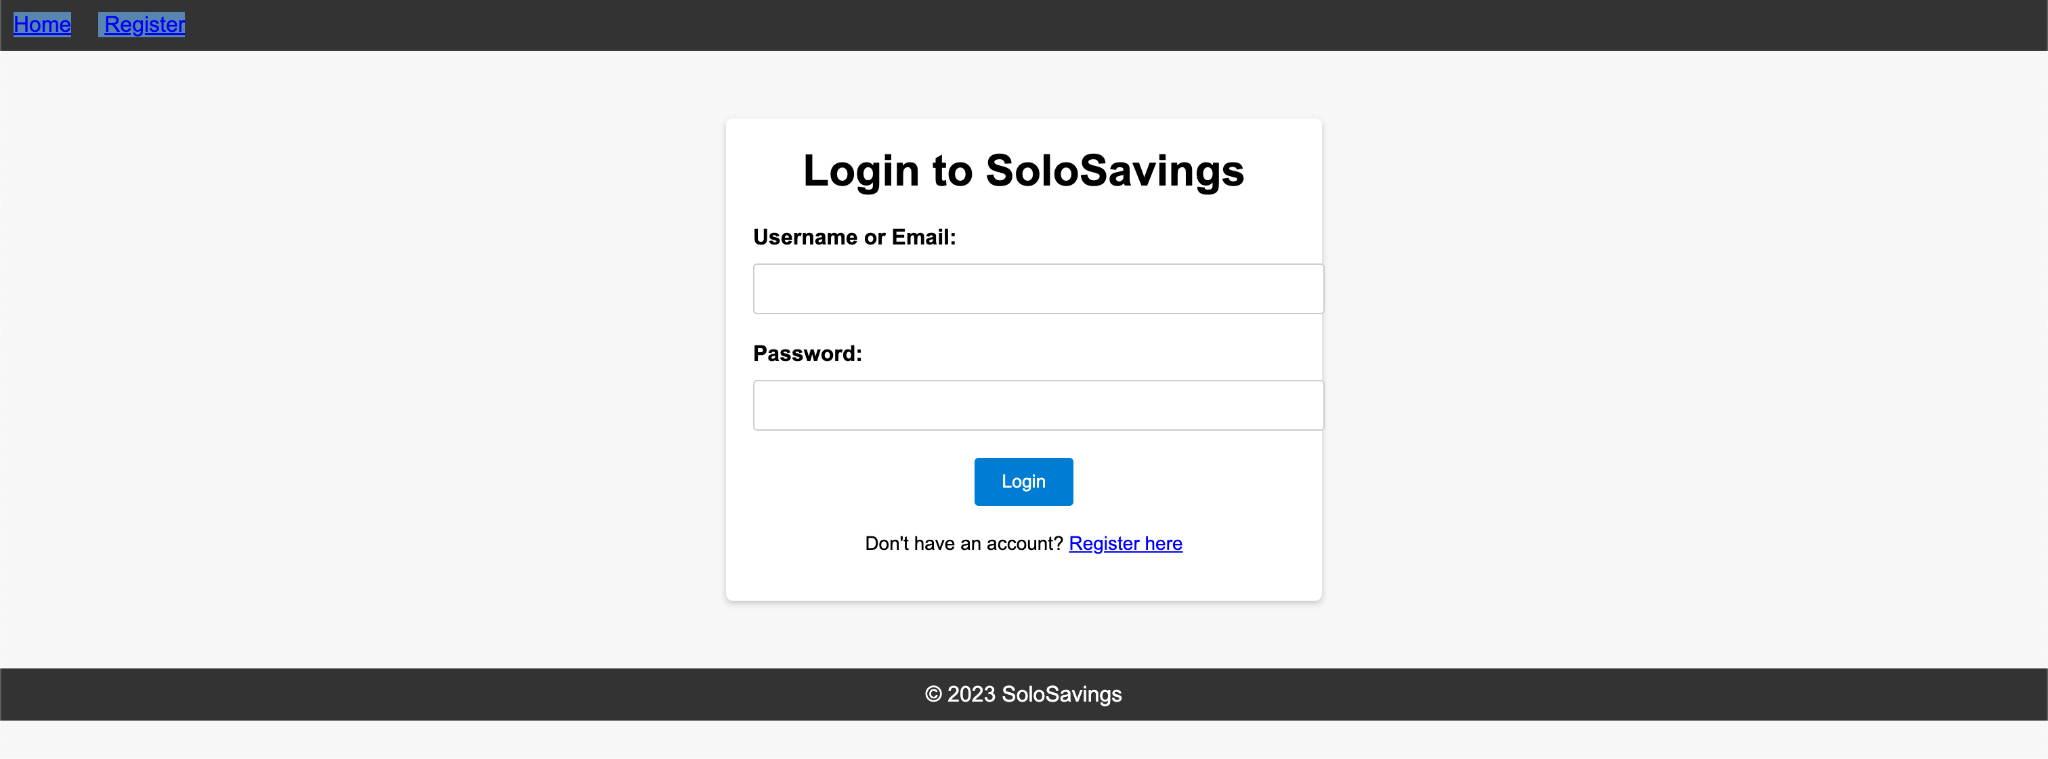 Home Register
Login to SoloSavings
Username or Email:
Password:
Login
Don't have an account? Register here
© 2023 SoloSavings